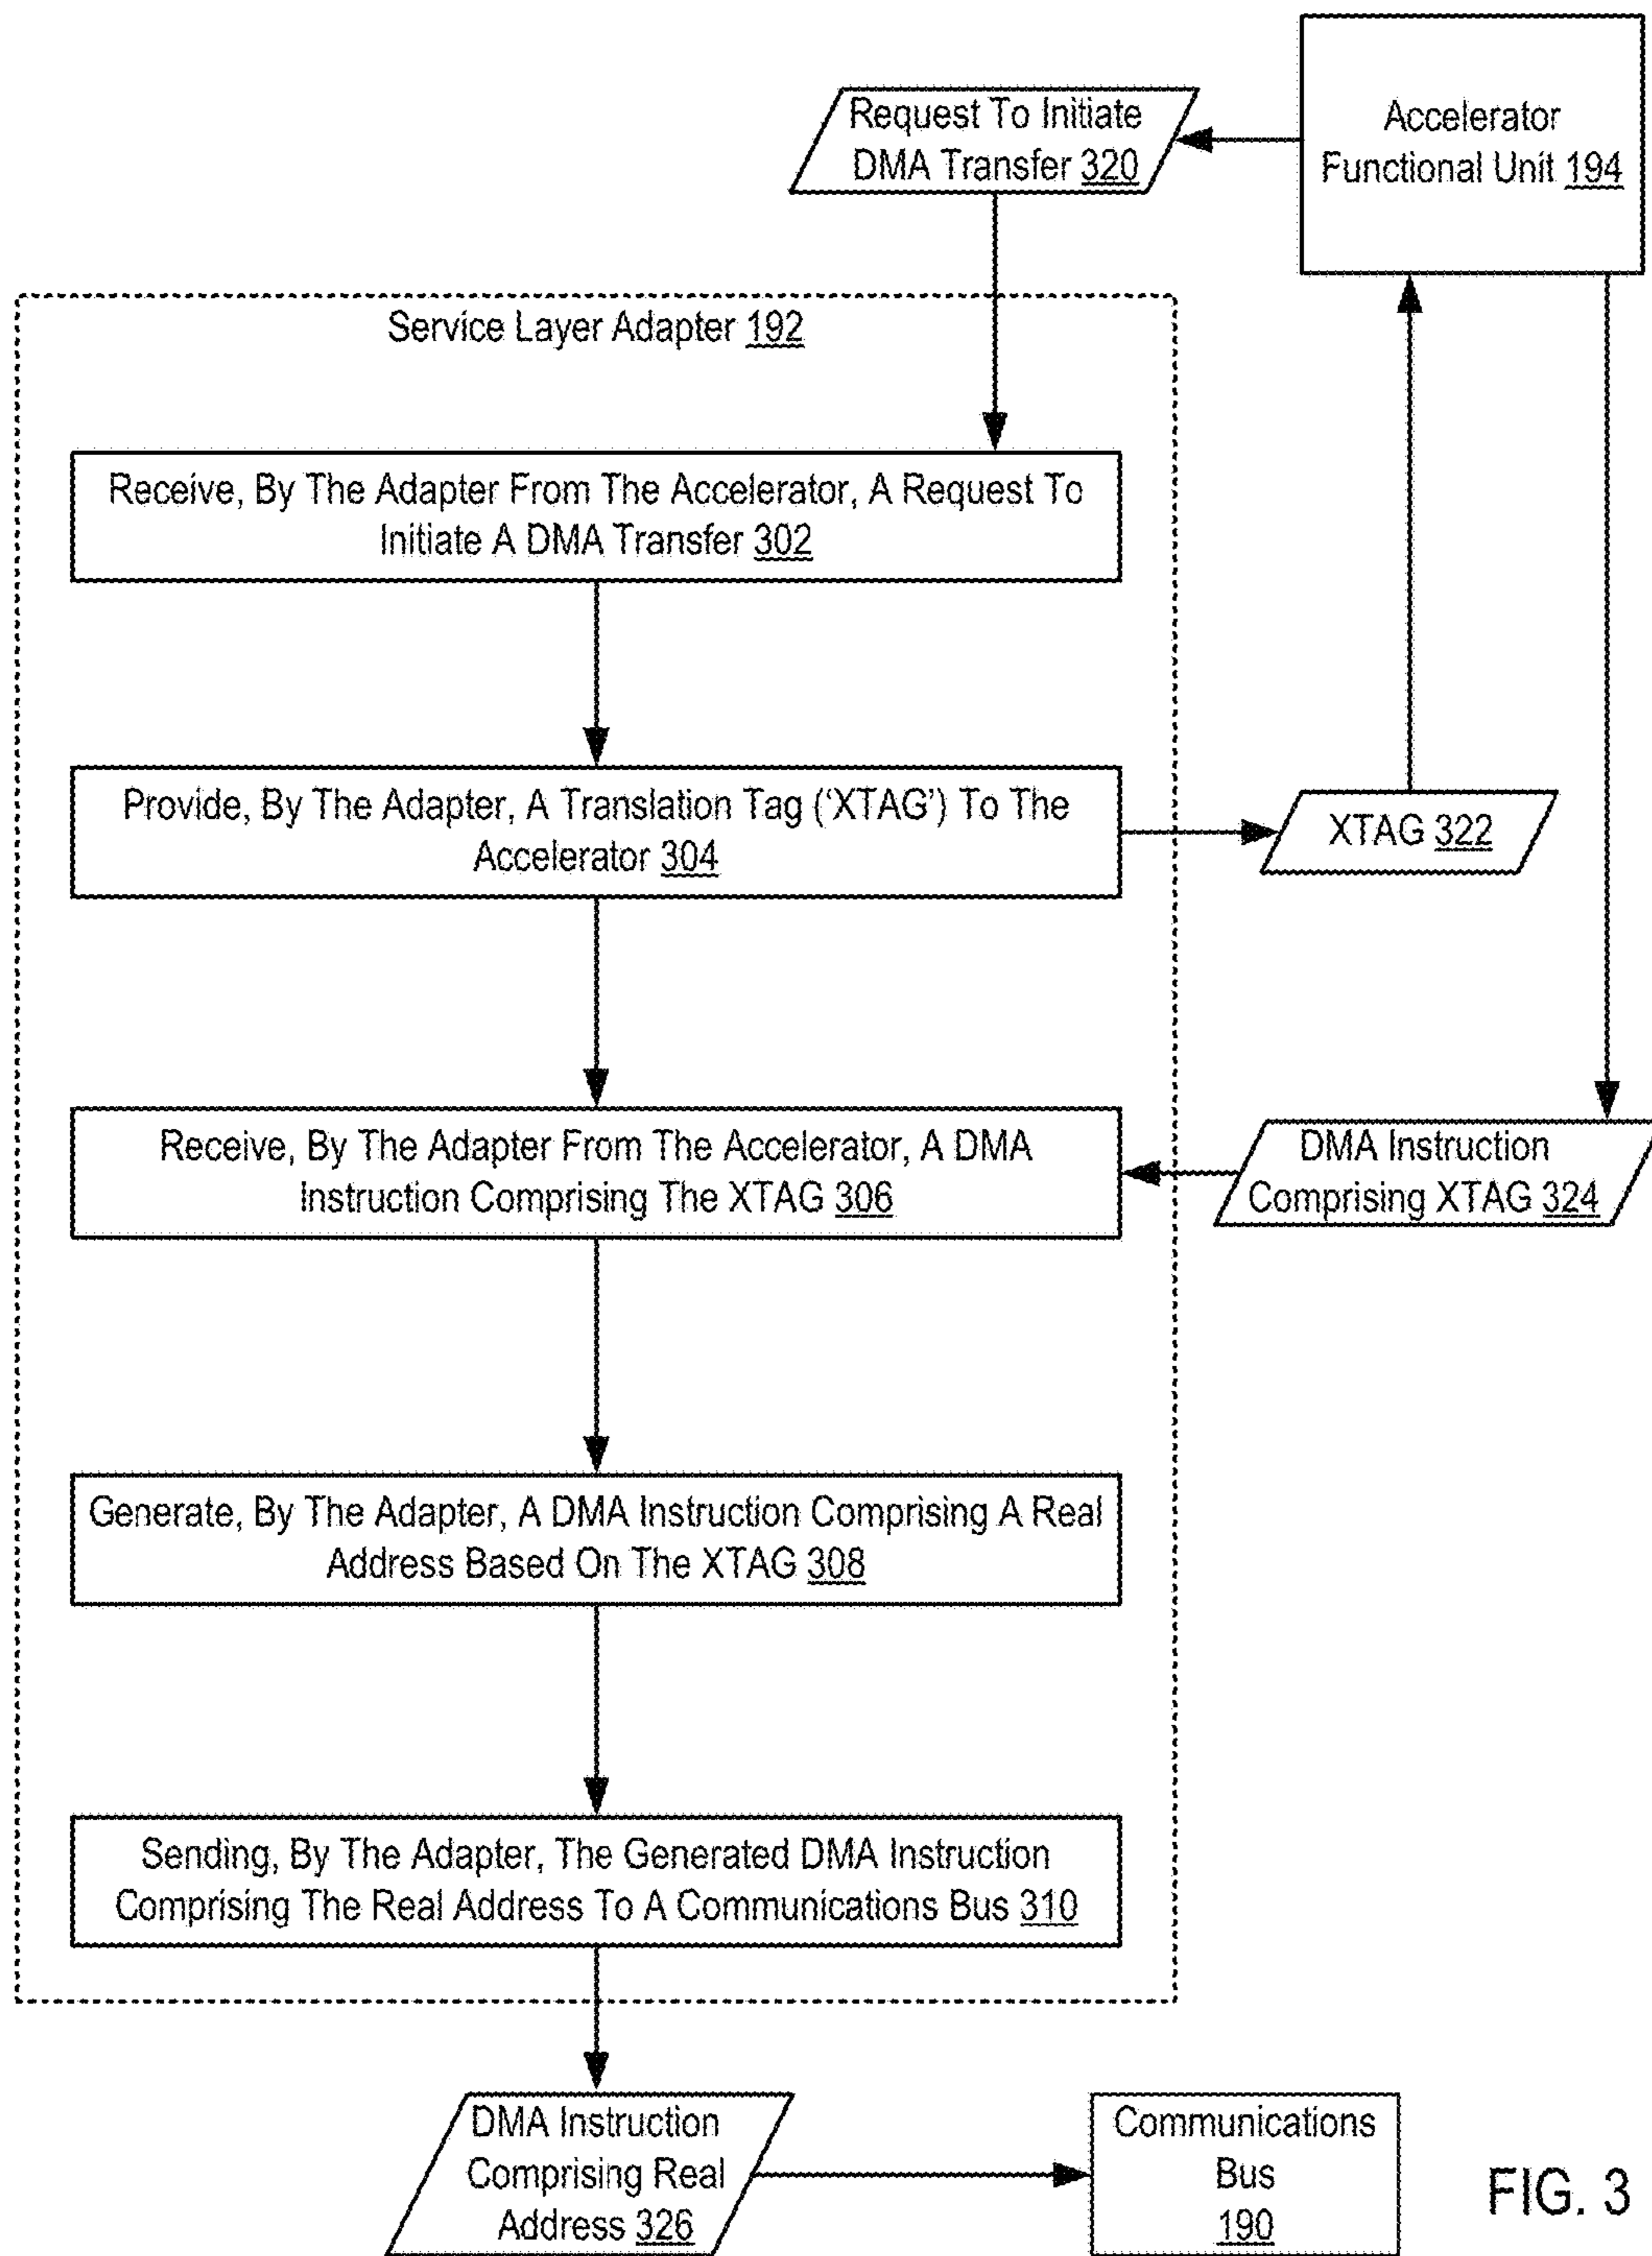 Request To Initiate
DMA Transfer 320
Accelerator
Functional Unit 194
Service Layer Adapter 192
Receive, By The Adapter From The Accelerator, A Request To
Initiate A DMA Transfer 302
Provide, By The Adapter, A Translation Tag (‘XTAG’) To The
Accelerator 304
XTAG 322
Receive, By The Adapter From The Accelerator, A DMA
Instruction Comprising The XTAG 306
DMA Instruction
Comprising XTAG 324
Generate, By The Adapter, A DMA Instruction Comprising A Real
Address Based On The XTAG 308
Sending, By The Adapter, The Generated DMA Instruction
Comprising The Real Address To A Communications Bus 310
DMA Instruction
Comprising Real
Address 326
Communications
Bus
190
FIG. 3